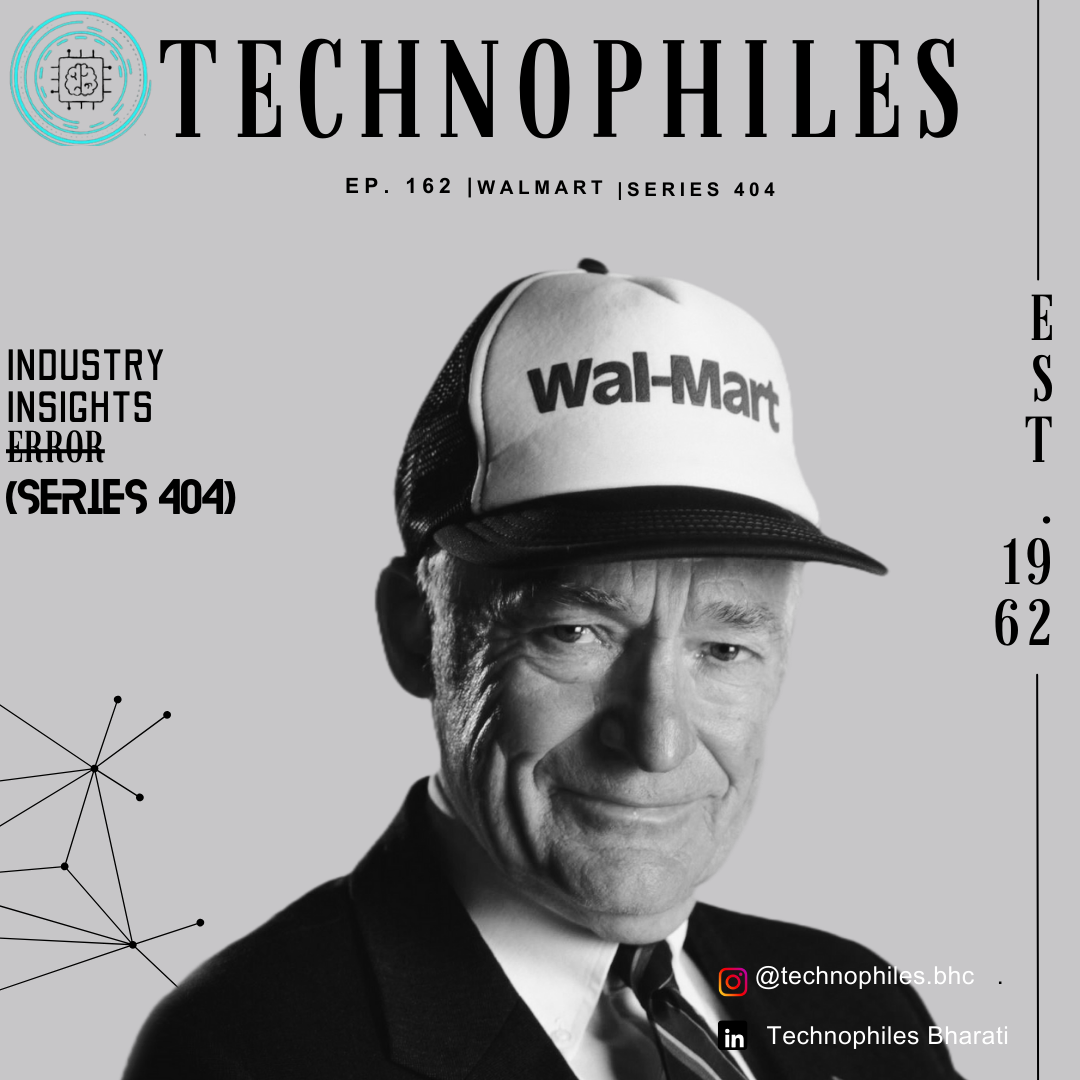 TECHNOPHILES
EP. 162 |WALMART |SERIES 404
Wal-Mart
INDUSTRY
INSIGHTS
ERROR
(SERIES 404)
EST.
19
62
@technophiles.bhc .
Technophiles Bharati